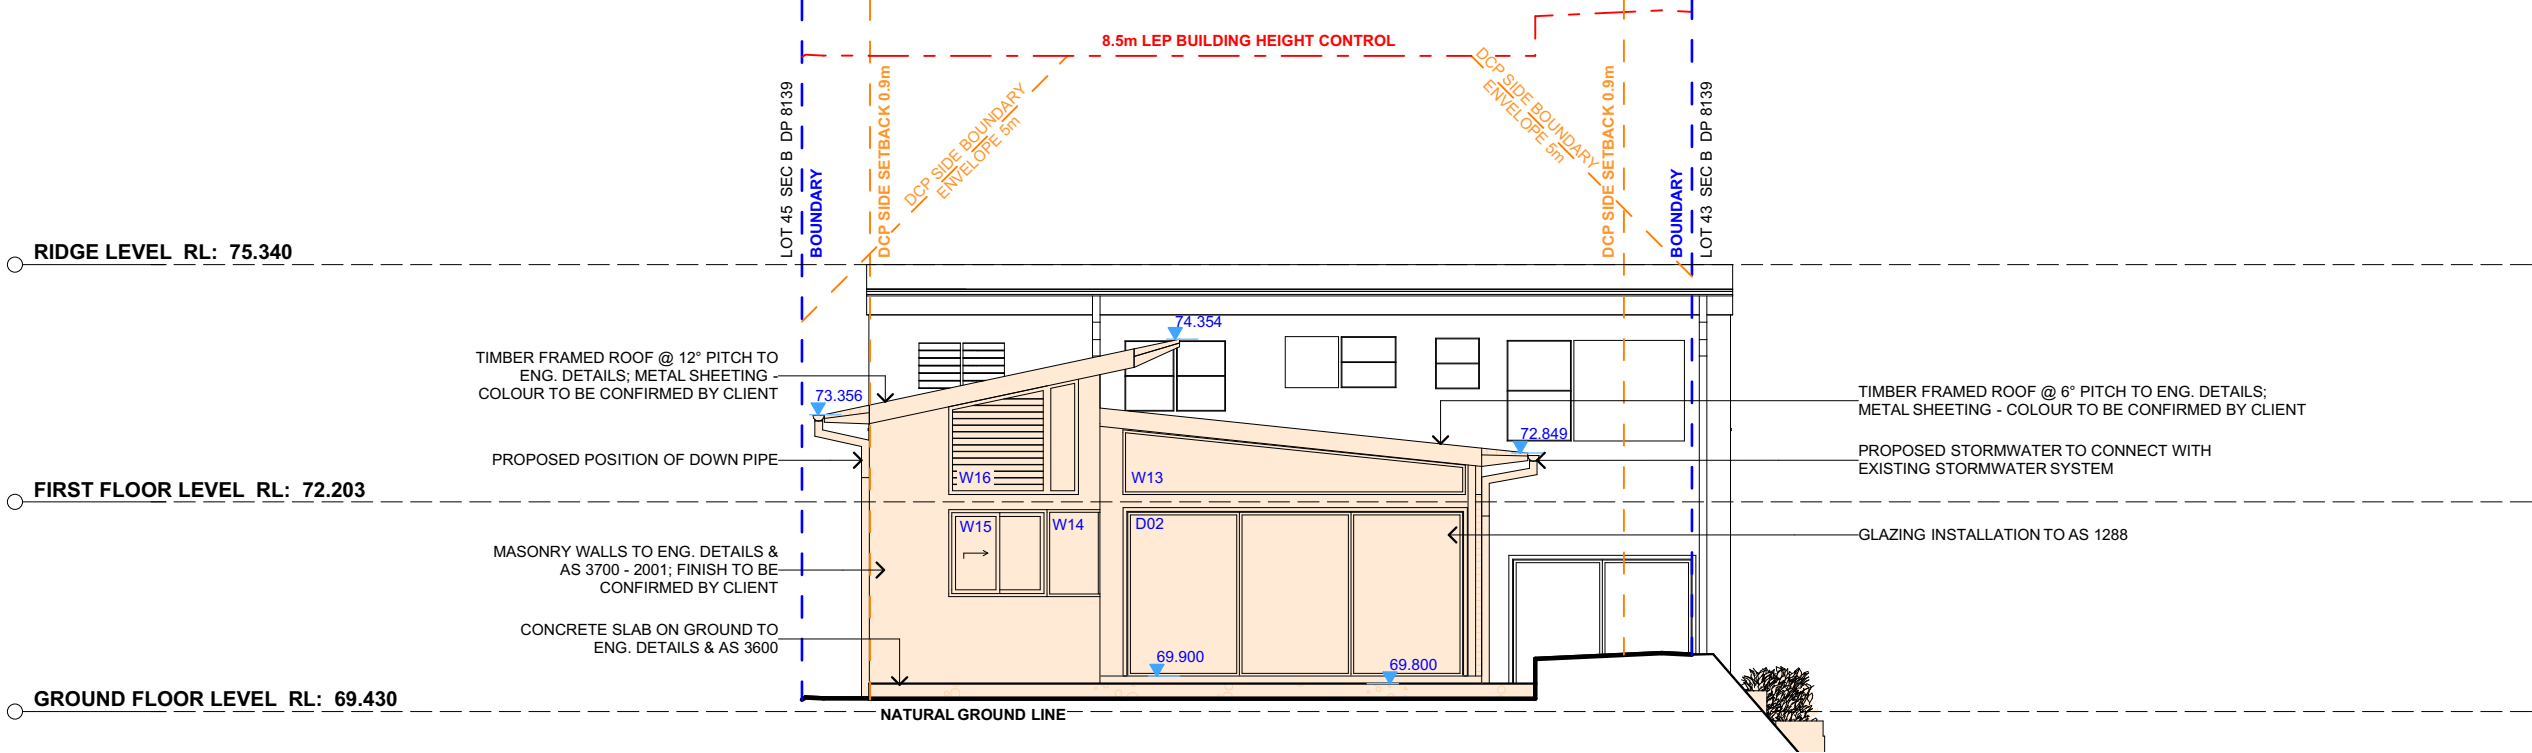 8.5m LEP BUILDING HEIGHT CONTROL
LOT 45 SEC B DP 8139
BOUNDARY
DCP SIDE SETBACK 0.9m
DCP SIDE BOUNDARY
ENVELOPE 5m
DCP SIDE BOUNDARY
ENVELOPE 5m
DCP SIDE SETBACK 0.9m
BOUNDARY
LOT 43 SEC B DP 8139
RIDGE LEVEL RL: 75.340
74.354
TIMBER FRAMED ROOF @ 12° PITCH TO
ENG. DETAILS; METAL SHEETING -
COLOUR TO BE CONFIRMED BY CLIENT
73.356
TIMBER FRAMED ROOF @ 6° PITCH TO ENG. DETAILS;
METAL SHEETING - COLOUR TO BE CONFIRMED BY CLIENT
72.849
PROPOSED POSITION OF DOWN PIPE
PROPOSED STORMWATER TO CONNECT WITH
EXISTING STORMWATER SYSTEM
W16
W13
FIRST FLOOR LEVEL RL: 72.203
W15
W14
D02
GLAZING INSTALLATION TO AS 1288
MASONRY WALLS TO ENG. DETAILS &
AS 3700 - 2001; FINISH TO BE
CONFIRMED BY CLIENT
CONCRETE SLAB ON GROUND TO
ENG. DETAILS & AS 3600
69.900
69.800
GROUND FLOOR LEVEL RL: 69.430
NATURAL GROUND LINE